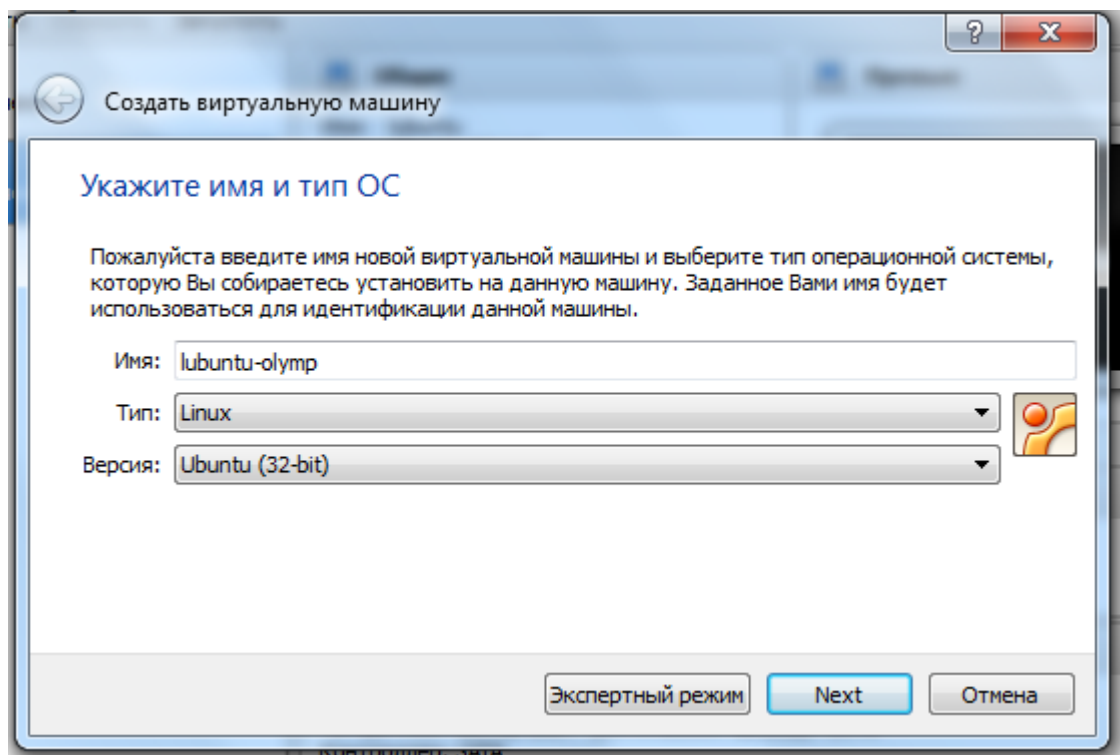 Создать виртуальную машину
Укажите имя и тип ОС
Пожалуйста введите имя новой виртуальной машины и выберите тип операционной системы,
которую Вы собираетесь установить на данную машину. Заданное Вами имя будет
использоваться для идентификации данной машины.
Имя: lubuntu-olymp
Тип: Linux
Версия: Ubuntu (32-bit)
Экспертный режим Next Отмена